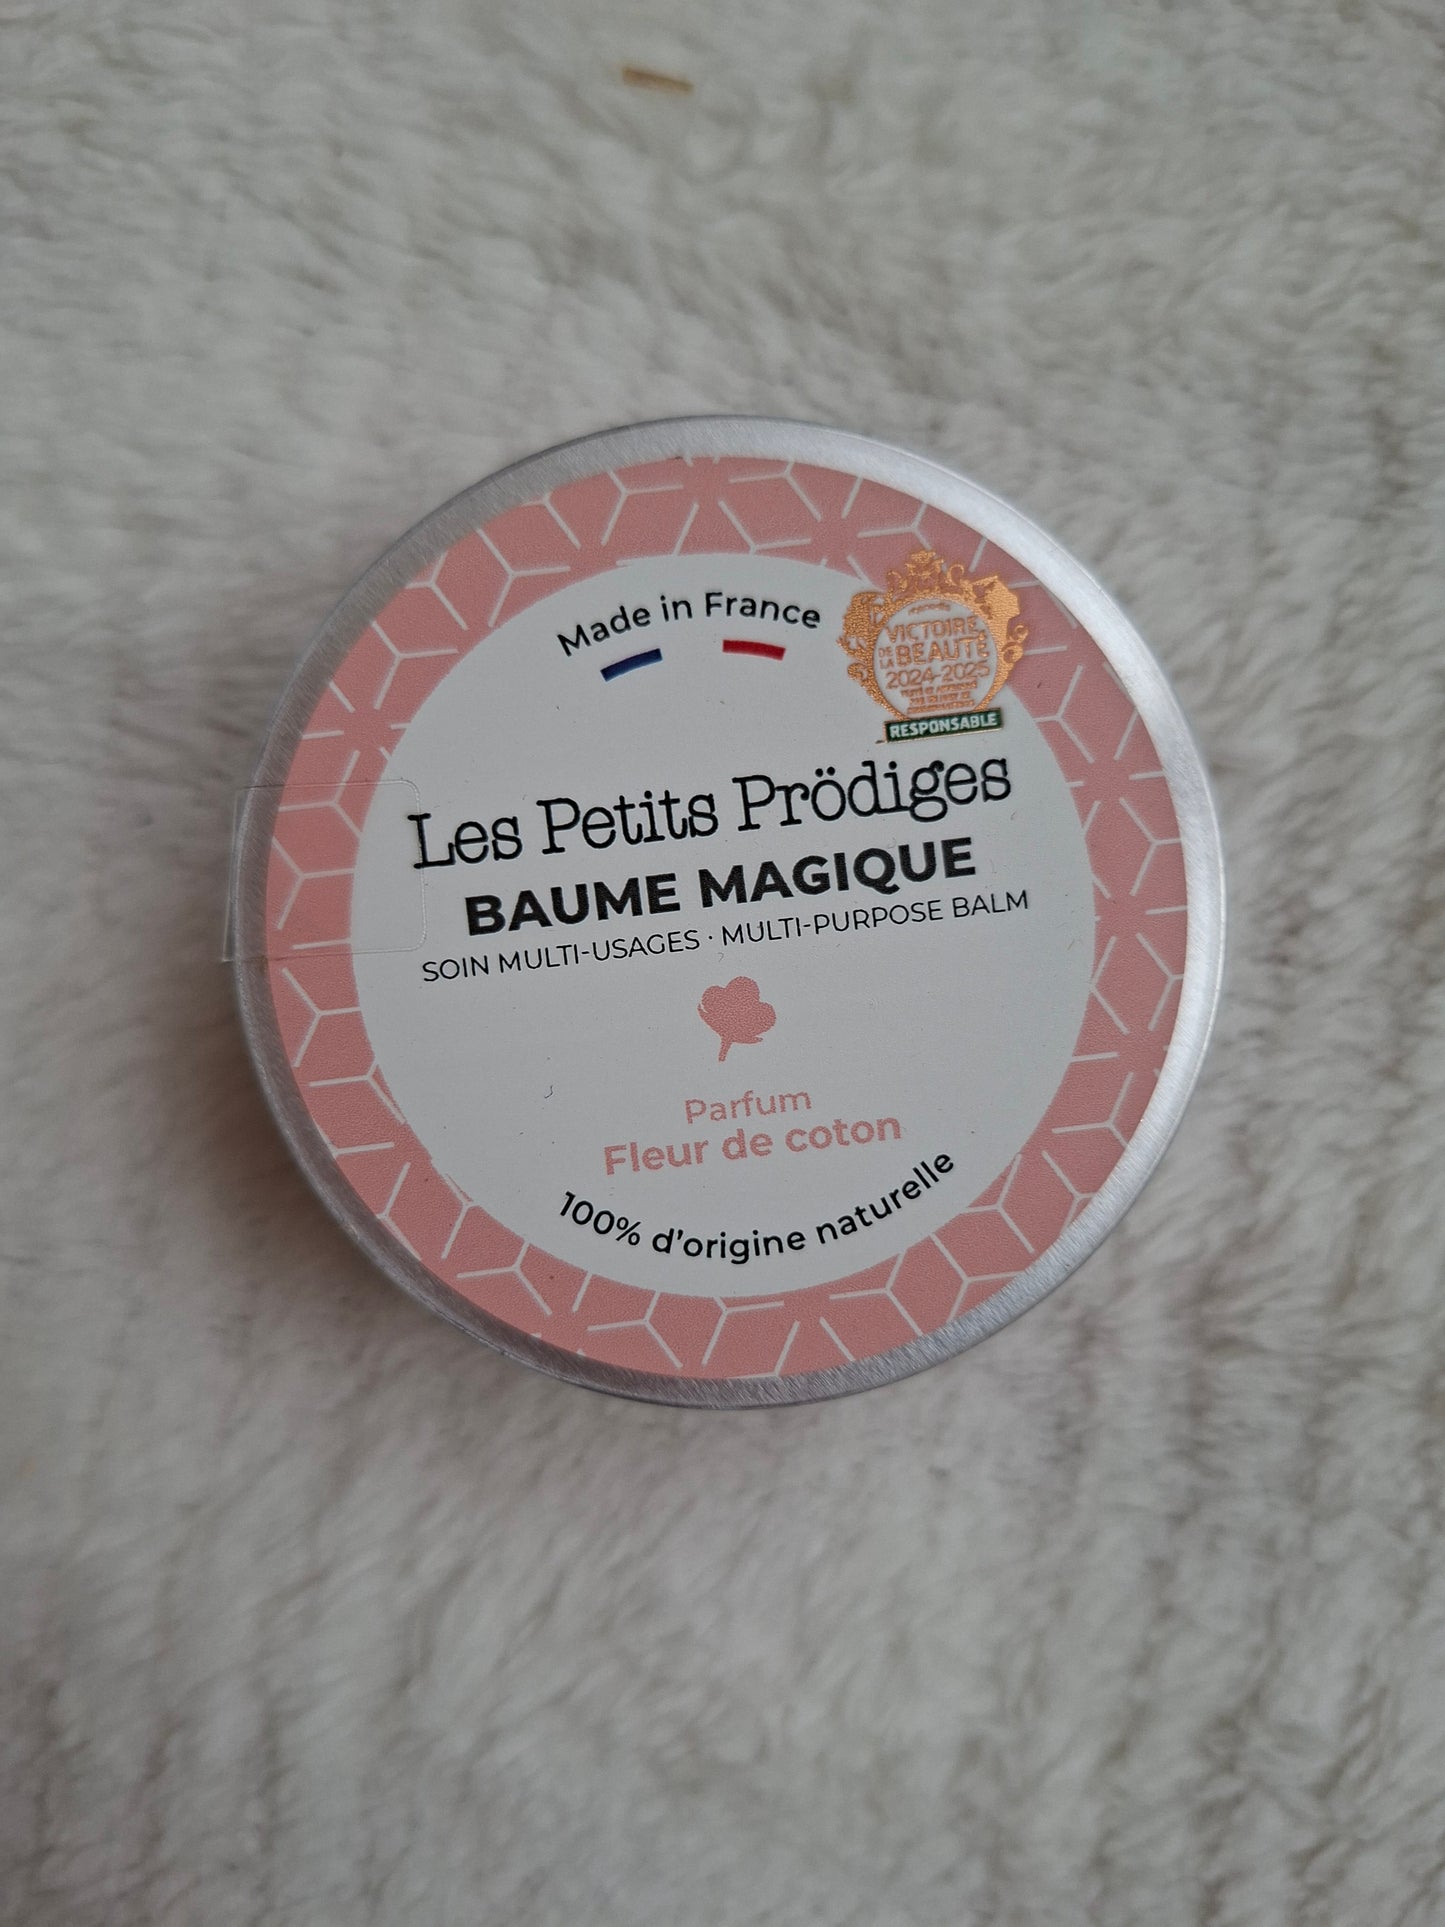 Made in France
VICTOIRE
DE LA BEAUTÉ
2024-2025
RESPONSABLE
Les Petits Prödiges
BAUME MAGIQUE
SOIN MULTI-USAGES · MULTI-PURPOSE BALM
Parfum
Fleur de coton
100% d'origine naturelle